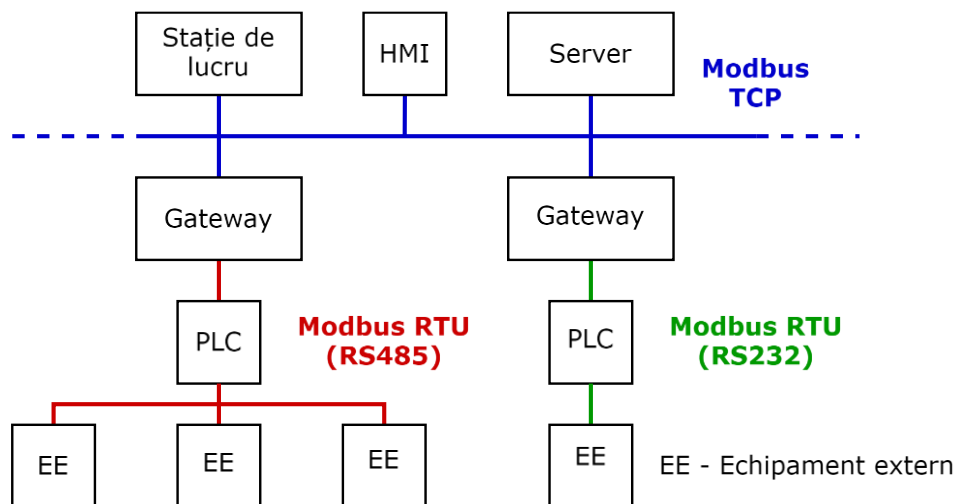 Stație de
lucru
HMI
Server
Modbus
TCP
Gateway
Gateway
PLC
Modbus RTU
(RS485)
PLC
Modbus RTU
(RS232)
EE
EE
EE
EE
EE - Echipament extern